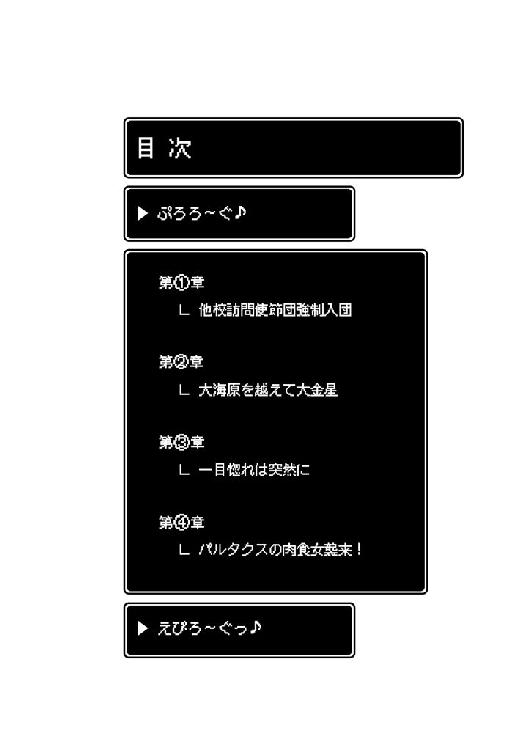 目次
▶ ぷろろ～ぐ♪
第①章
∟ 他校訪問使節団強制入団
第②章
∟ 大海原を越えて大金星
第③章
∟ 一目惚れは突然に
第④章
∟ パルタクスの肉食女襲来！
▶ えぴろ～ぐっ♪